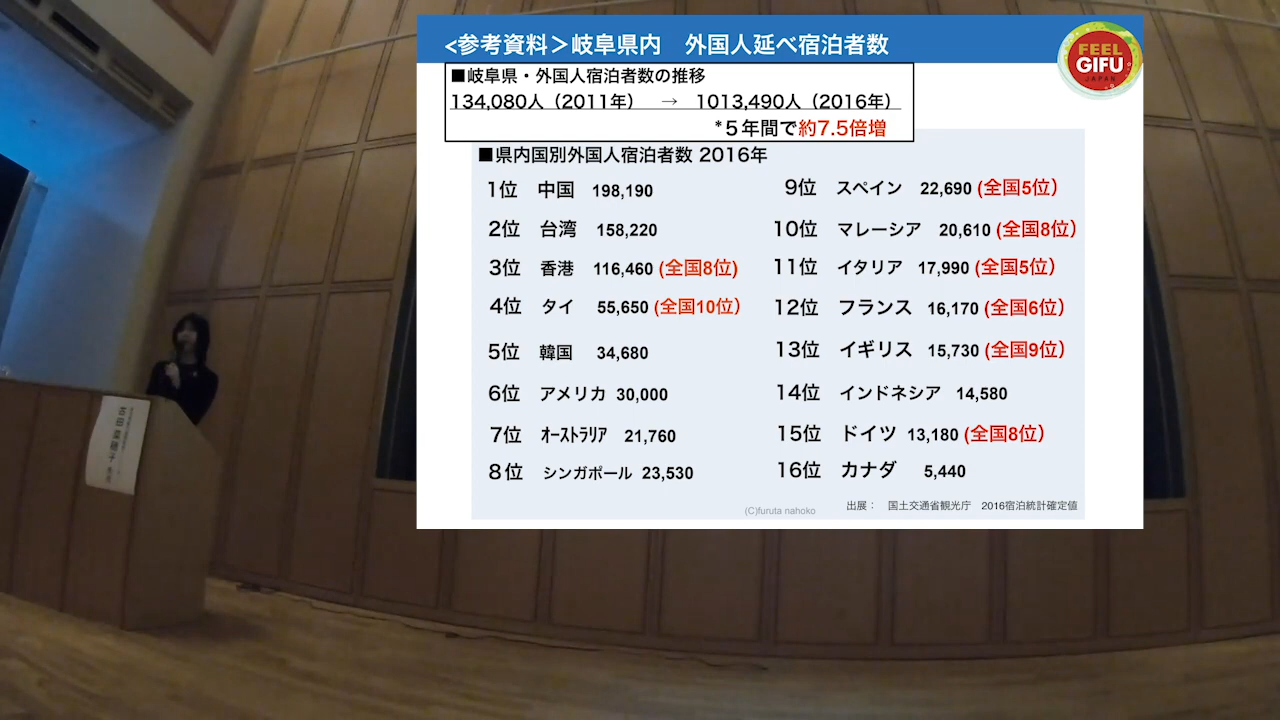 <参考資料＞岐阜県内　外国人延べ宿泊者数
FEEL
GIFU
JAPAN
■岐阜県・外国人宿泊者数の推移
134,080人（2011年）　→　1013,490人（2016年）
*５年間で約7.5倍増
■県内国別外国人宿泊者数 2016年
1位　中国　198,190
2位　台湾　158,220
3位　香港　116,460 (全国8位)
4位　タイ　55,650 (全国10位）
5位　韓国　34,680
6位　アメリカ　30,000
7位　ｵｰｽﾄﾗﾘｱ　21,760
８位　シンガポール　23,530
9位　スペイン　22,690 (全国5位）
10位　マレーシア　20,610 (全国8位）
11位　イタリア　17,990 (全国5位）
12位　フランス　16,170 (全国6位）
13位　イギリス　15,730 (全国9位）
14位　インドネシア　14,580
15位　ドイツ　13,180 (全国8位）
16位　カナダ　5,440
(C)furuta nahoko
出展：　国土交通省観光庁　2016宿泊統計確定値